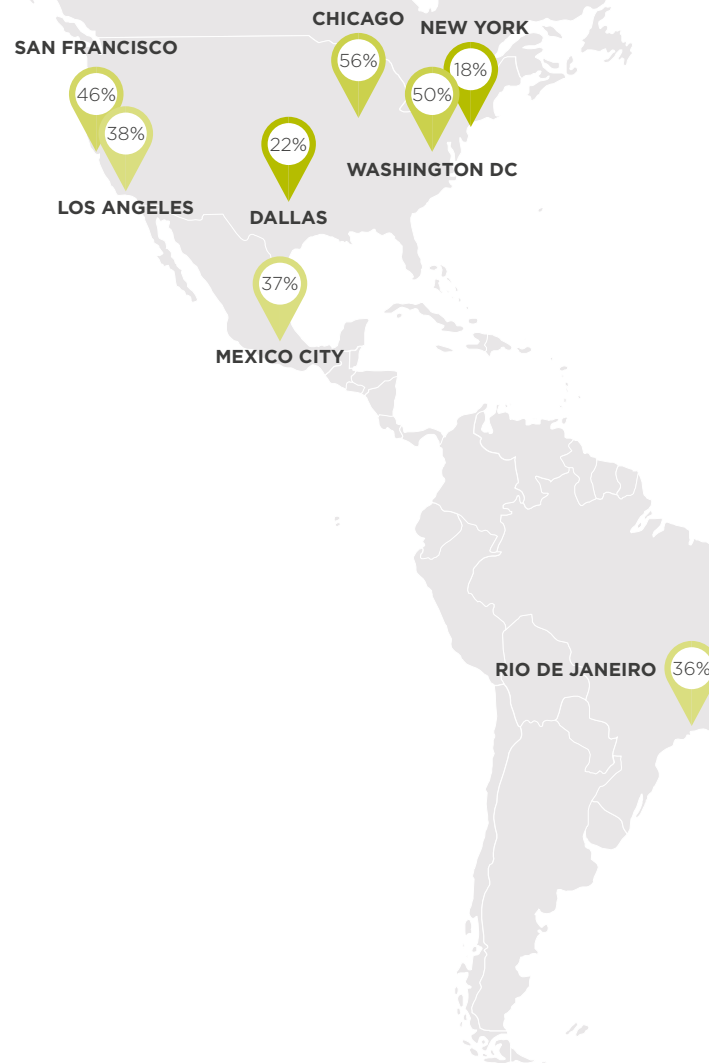 CHICAGO
NEW YORK
SAN FRANCISCO
56%
18%
46%
50%
38%
22%
WASHINGTON DC
LOS ANGELES
DALLAS
37%
MEXICO CITY
RIO DE JANEIRO
36%